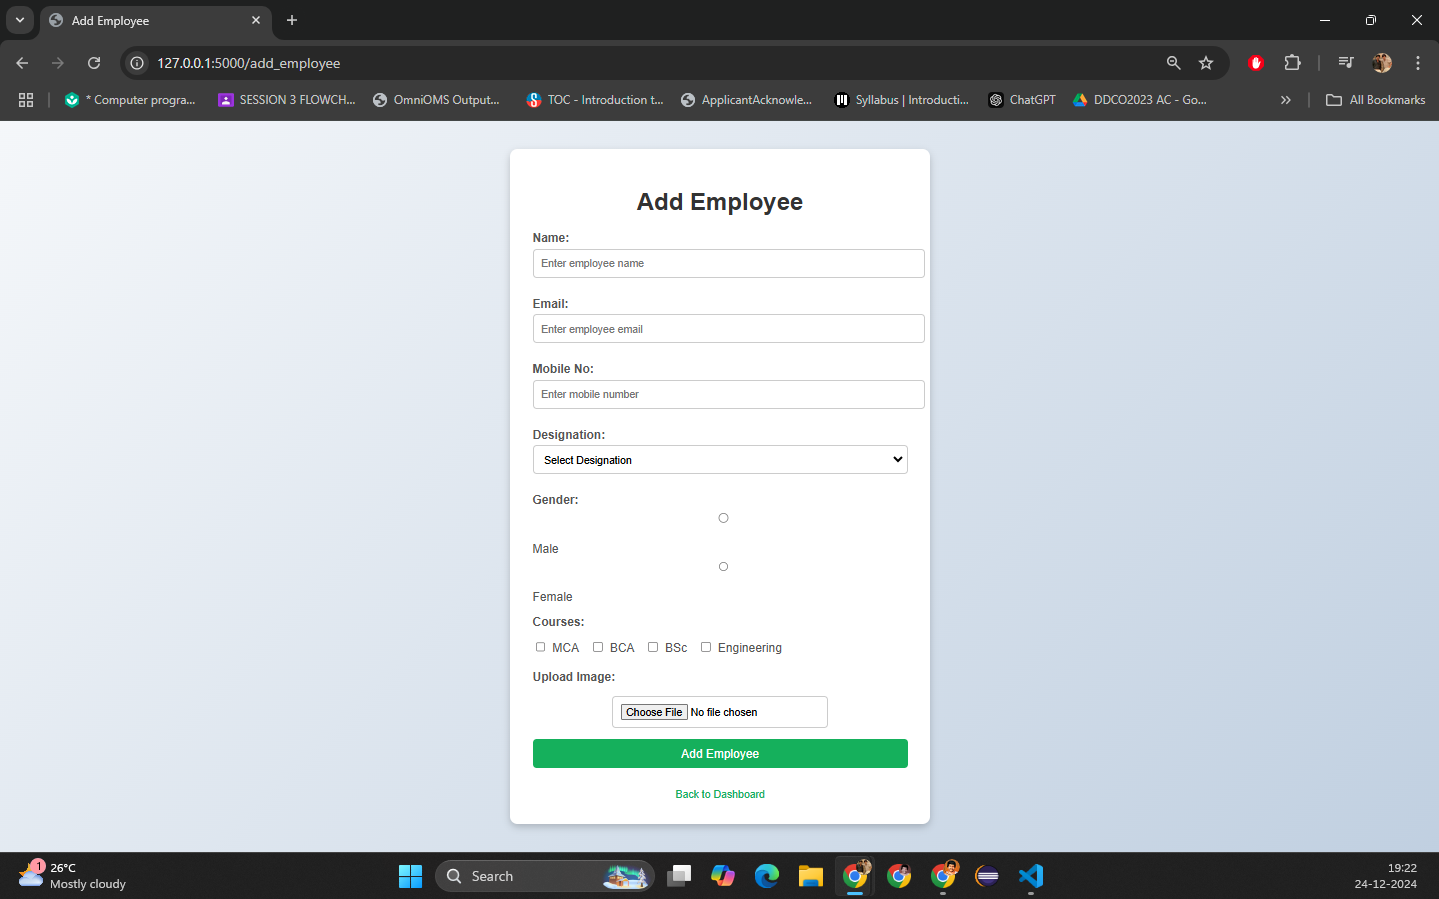 Add Employee
127.0.0.1:5000/add_employee
* Computer progra...
SESSION 3 FLOWCH...
OmniOMS Output...
TOC - Introduction t...
ApplicantAcknowle...
Syllabus | Introducti...
ChatGPT
DDCO2023 AC - Go...
All Bookmarks
Add Employee
Name:
Enter employee name
Email:
Enter employee email
Mobile No:
Enter mobile number
Designation:
Select Designation
Gender:
Male
Female
Courses:
MCA BCA BSc Engineering
Upload Image:
Choose File No file chosen
Add Employee
Back to Dashboard
1
26°C
Mostly cloudy
Search
19:22
24-12-2024